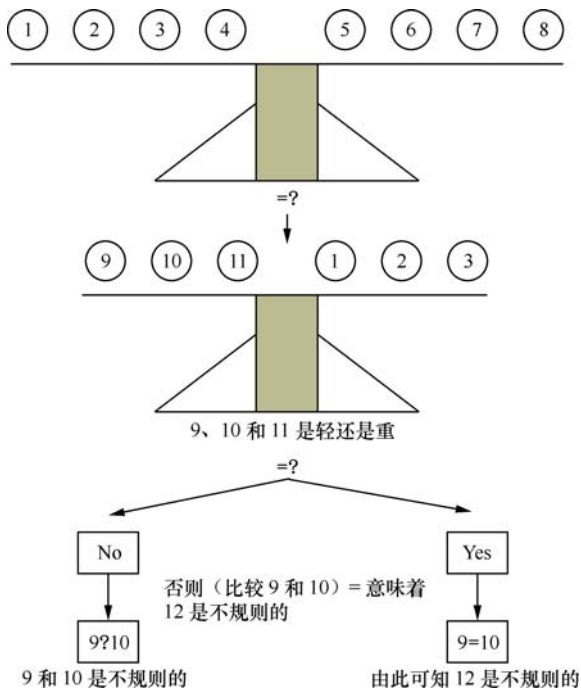 1 2 3 4 5 6 7 8
=?
9 10 11 1 2 3
9、10 和 11 是轻还是重
=?
No Yes
否则（比较 9 和 10）= 意味着
12 是不规则的
9?10 9=10
9 和 10 是不规则的 由此可知 12 是不规则的